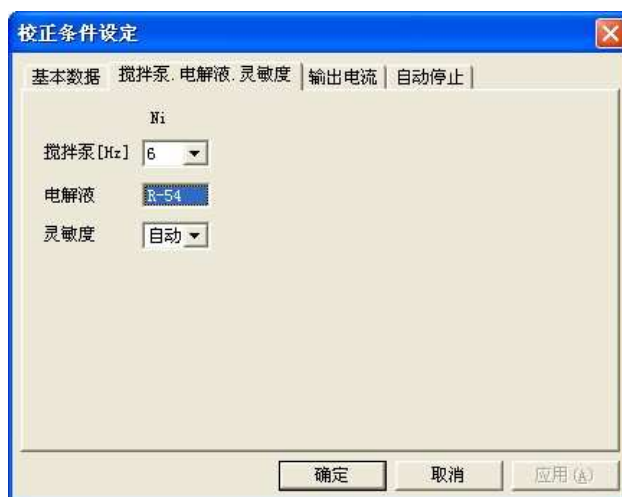 校正条件设定
基本数据 搅拌泵.电解液.灵敏度 输出电流 自动停止
Ni
搅拌泵[Hz] 6
电解液 R-54
灵敏度 自动
确定 取消 应用(A)